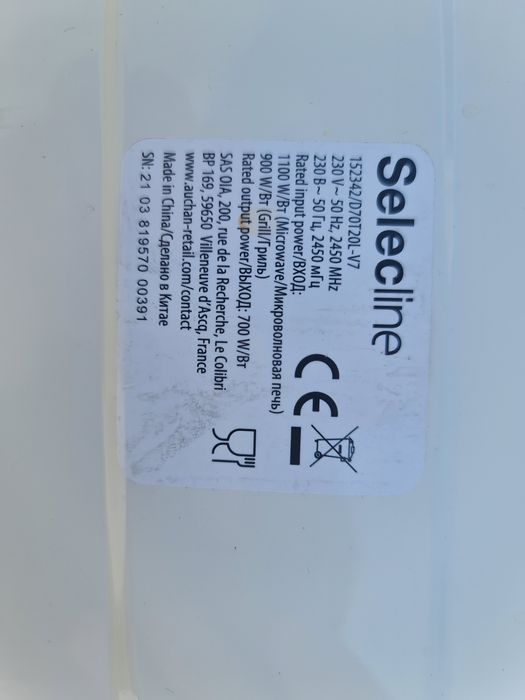 Selecline
152342/D70T20L-V7
230 V~ 50 Hz, 2450 MHz
230 В~ 50 Гц, 2450 мГц
Rated input power/ВХОД:
1100 W/Вт (Microwave/Микроволновая печь)
900 W/Вт (Grill/Гриль)
Rated output power/ВЫХОД: 700 W/Вт
SAS OIA, 200, rue de la Recherche, Le Colibri
BP 169, 59650 Villeneuve d'Ascq, France
www.auchan-retail.com/contact
Made in China/Сделано в Китае
SN: 21 03 819570 00391
CE